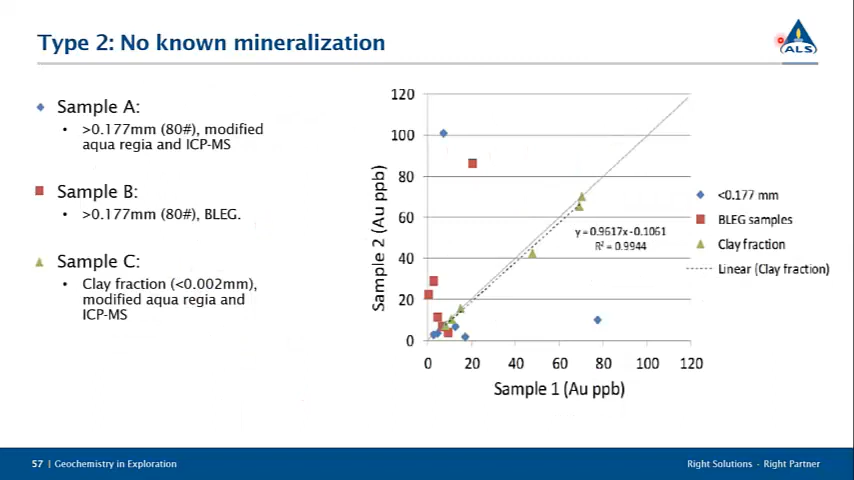 Type 2: No known mineralization
ALS
Sample A:
>0.177mm (80#), modified
aqua regia and ICP-MS
Sample B:
>0.177mm (80#), BLEG.
Sample C:
Clay fraction (<0.002mm),
modified aqua regia and
ICP-MS
Sample 2 (Au ppb)
120
100
80
60
40
20
0
y = 0.9617x - 0.1061
R² = 0.9944
0 20 40 60 80 100 120
Sample 1 (Au ppb)
<0.177 mm
BLEG samples
Clay fraction
Linear (Clay fraction)
57 | Geochemistry in Exploration
Right Solutions · Right Partner